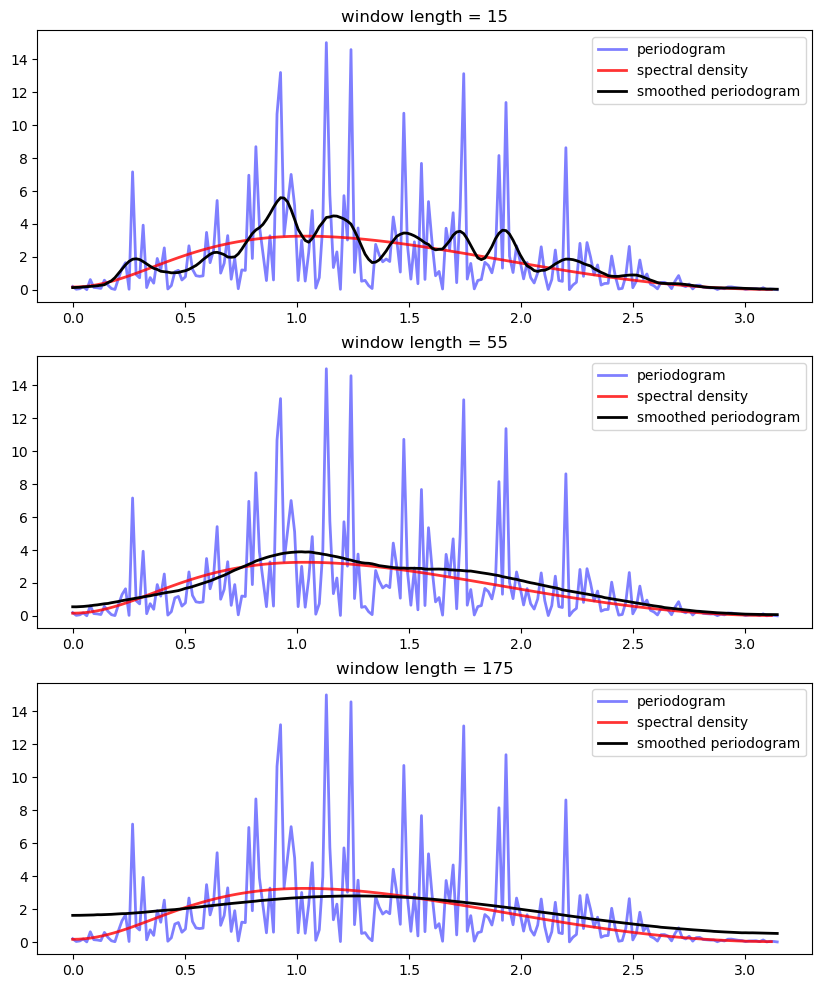 window length = 15
14
12
10
8
6
4
2
0
periodogram
spectral density
smoothed periodogram
0.0 0.5 1.0 1.5 2.0 2.5 3.0
window length = 55
14
12
10
8
6
4
2
0
periodogram
spectral density
smoothed periodogram
0.0 0.5 1.0 1.5 2.0 2.5 3.0
window length = 175
14
12
10
8
6
4
2
0
periodogram
spectral density
smoothed periodogram
0.0 0.5 1.0 1.5 2.0 2.5 3.0